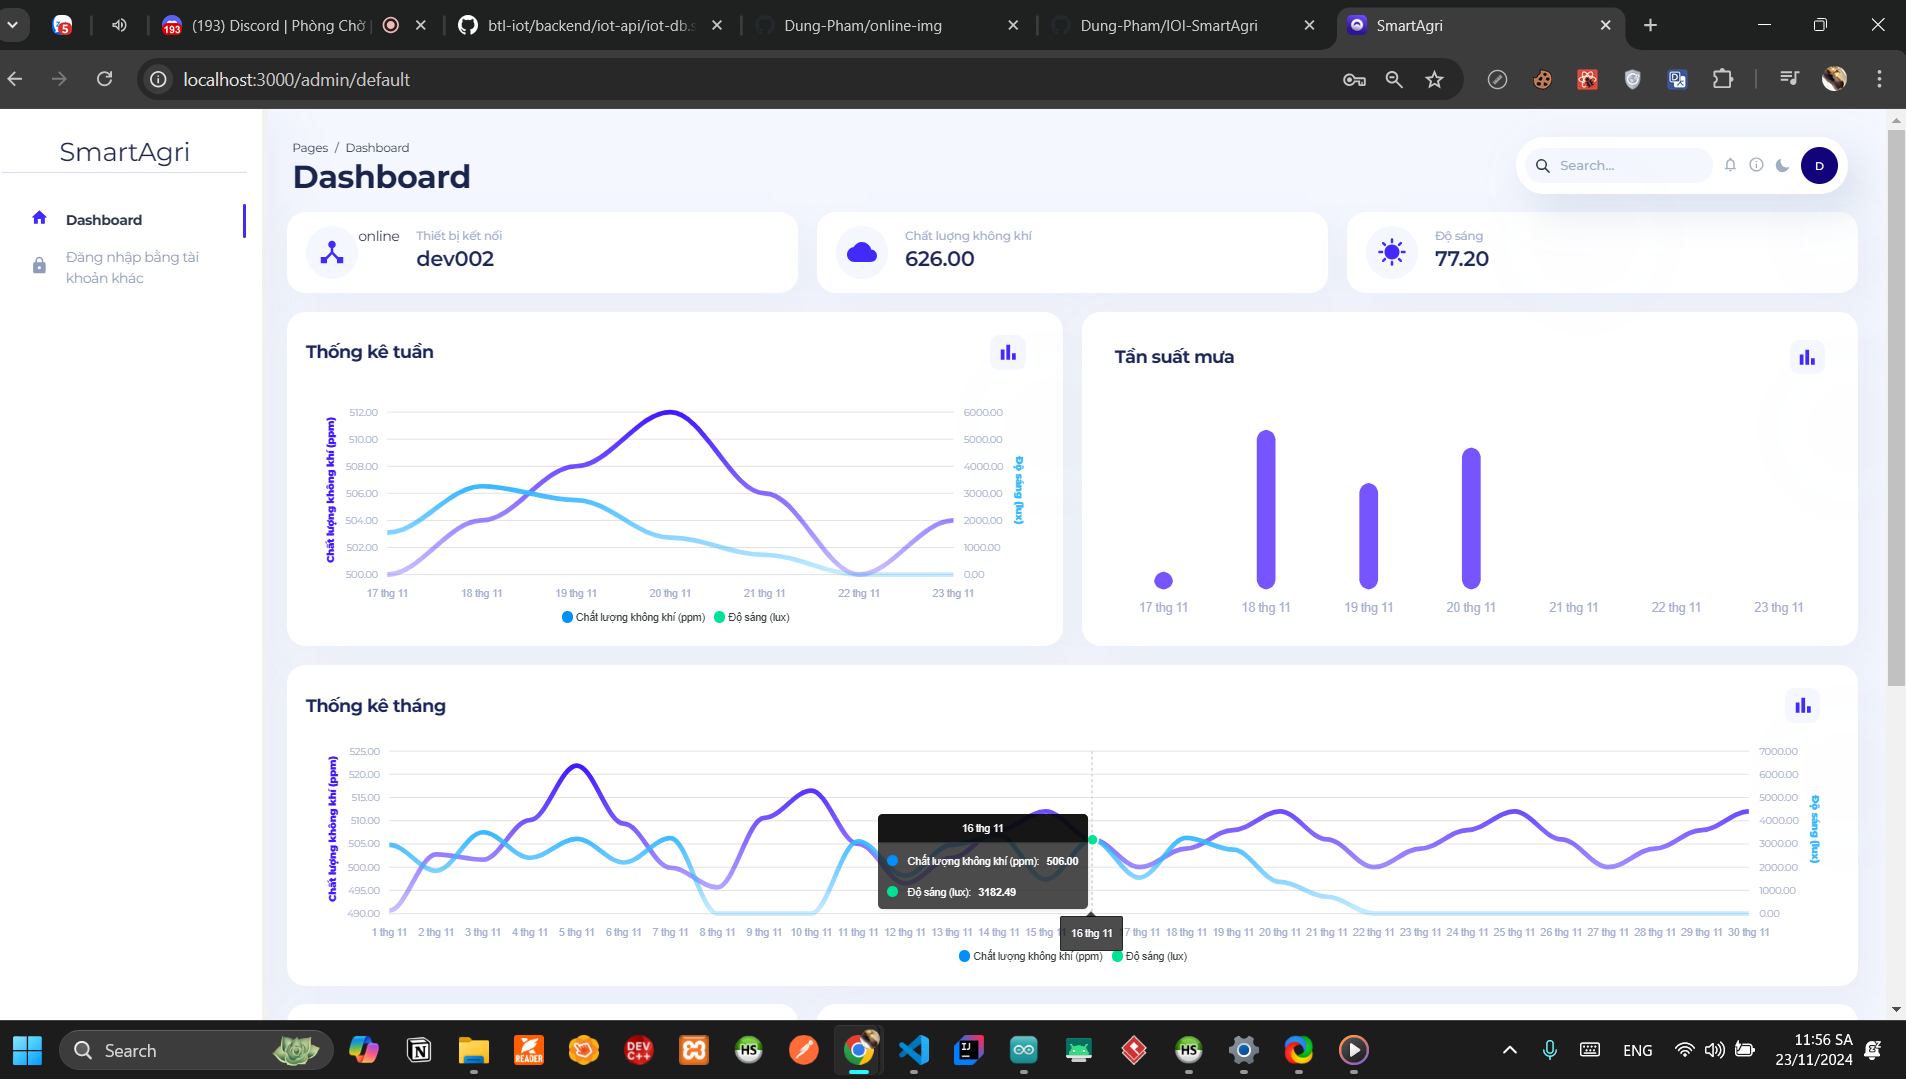 5
193
(193) Discord | Phòng Chờ
btl-iot/backend/iot-api/iot-db.s
Dung-Pham/online-img
Dung-Pham/IOI-SmartAgri
SmartAgri
localhost:3000/admin/default
SmartAgri
Dashboard
Đăng nhập bằng tài
khoản khác
Pages / Dashboard
Dashboard
Search...
D
online
Thiết bị kết nối
dev002
Chất lượng không khí
626.00
Độ sáng
77.20
Thống kê tuần
Chất lượng không khí (ppm)
512.00
510.00
508.00
506.00
504.00
502.00
500.00
6000.00
5000.00
4000.00
3000.00
2000.00
1000.00
0.00
Độ sáng (lux)
17 thg 11 18 thg 11 19 thg 11 20 thg 11 21 thg 11 22 thg 11 23 thg 11
Chất lượng không khí (ppm) Độ sáng (lux)
Tần suất mưa
17 thg 11 18 thg 11 19 thg 11 20 thg 11 21 thg 11 22 thg 11 23 thg 11
Thống kê tháng
Chất lượng không khí (ppm)
525.00
520.00
515.00
510.00
505.00
500.00
495.00
490.00
7000.00
6000.00
5000.00
4000.00
3000.00
2000.00
1000.00
0.00
Độ sáng (lux)
16 thg 11
Chất lượng không khí (ppm): 506.00
Độ sáng (lux): 3182.49
1 thg 11 2 thg 11 3 thg 11 4 thg 11 5 thg 11 6 thg 11 7 thg 11 8 thg 11 9 thg 11 10 thg 11 11 thg 11 12 thg 11 13 thg 11 14 thg 11 15 thg 16 thg 11 7 thg 11 18 thg 11 19 thg 11 20 thg 11 21 thg 11 22 thg 11 23 thg 11 24 thg 11 25 thg 11 26 thg 11 27 thg 11 28 thg 11 29 thg 11 30 thg 11
Chất lượng không khí (ppm) Độ sáng (lux)
Search
READER
DEV C++
HS
IJ
HS
ENG
11:56 SA
23/11/2024